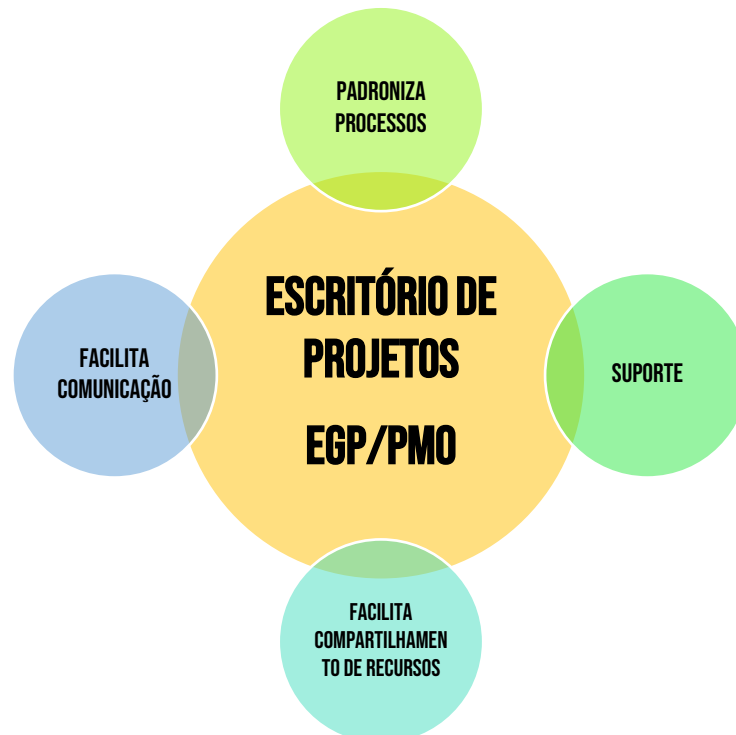 PADRONIZA
PROCESSOS
ESCRITÓRIO DE
PROJETOS
EGP/PMO
FACILITA
COMUNICAÇÃO
SUPORTE
FACILITA
COMPARTILHAMEN
TO DE RECURSOS